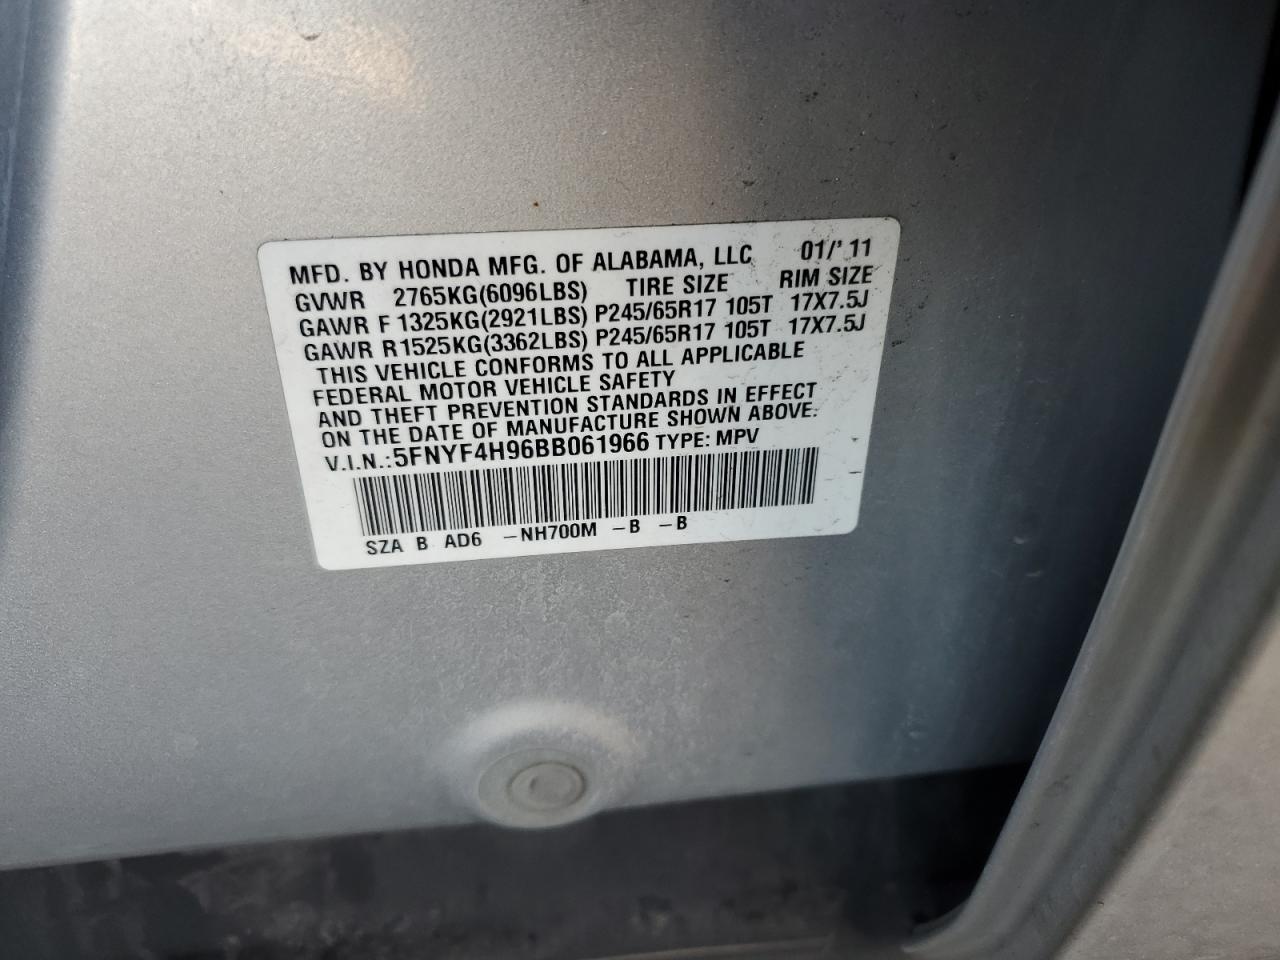 MFD. BY HONDA MFG. OF ALABAMA, LLC 01/'11
GVWR 2765KG(6096LBS) TIRE SIZE RIM SIZE
GAWR F 1325KG(2921LBS) P245/65R17 105T 17X7.5J
GAWR R 1525KG(3362LBS) P245/65R17 105T 17X7.5J
THIS VEHICLE CONFORMS TO ALL APPLICABLE
FEDERAL MOTOR VEHICLE SAFETY
AND THEFT PREVENTION STANDARDS IN EFFECT
ON THE DATE OF MANUFACTURE SHOWN ABOVE.
V.I.N.:5FNYF4H96BB061966 TYPE: MPV
SZA B AD6 -NH700M -B -B